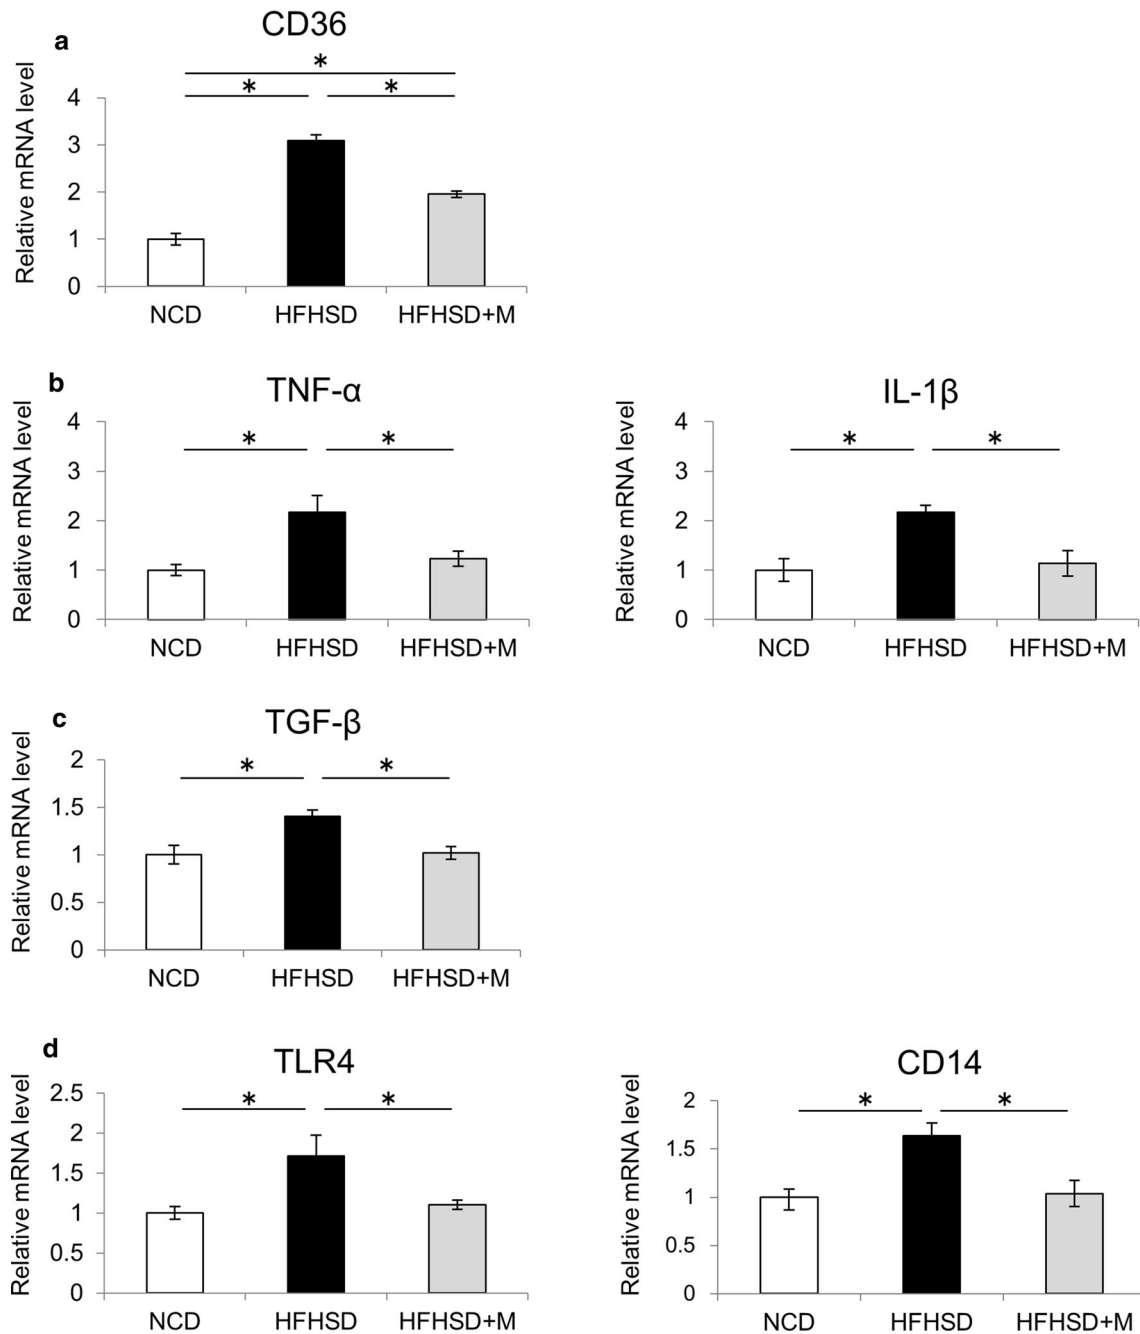 a
CD36
Relative mRNA level
*
* *
4
3
2
1
0
NCD HFHSD HFHSD+M
b
TNF-α
Relative mRNA level
* *
4
3
2
1
0
NCD HFHSD HFHSD+M
IL-1β
Relative mRNA level
* *
4
3
2
1
0
NCD HFHSD HFHSD+M
c
TGF-β
Relative mRNA level
* *
2
1.5
1
0.5
0
NCD HFHSD HFHSD+M
d
TLR4
Relative mRNA level
* *
2.5
2
1.5
1
0.5
0
NCD HFHSD HFHSD+M
CD14
Relative mRNA level
* *
2
1.5
1
0.5
0
NCD HFHSD HFHSD+M